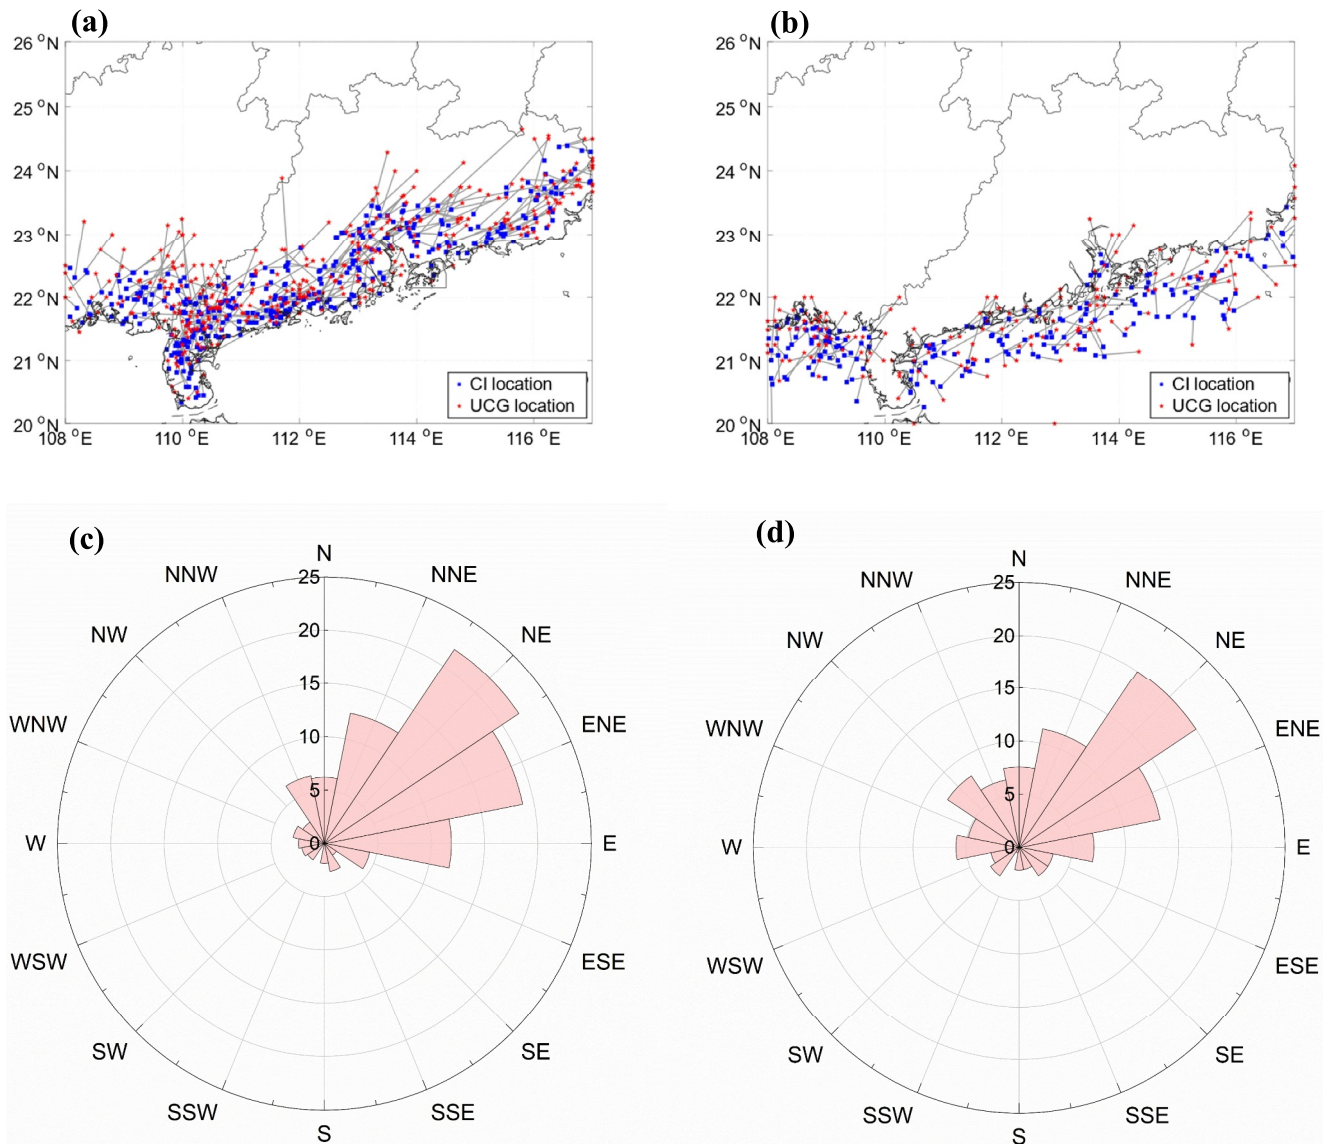 (a)
26 °N
25 °N
24 °N
23 °N
22 °N
21 °N
20 °N
108 °E 110 °E 112 °E 114 °E 116 °E
CI location
UCG location
(b)
26 °N
25 °N
24 °N
23 °N
22 °N
21 °N
20 °N
108 °E 110 °E 112 °E 114 °E 116 °E
CI location
UCG location
(c)
N
NNE
NE
ENE
E
ESE
SE
SSE
S
SSW
SW
WSW
W
WNW
NW
NNW
25
20
15
10
5
0
(d)
N
NNE
NE
ENE
E
ESE
SE
SSE
S
SSW
SW
WSW
W
WNW
NW
NNW
25
20
15
10
5
0